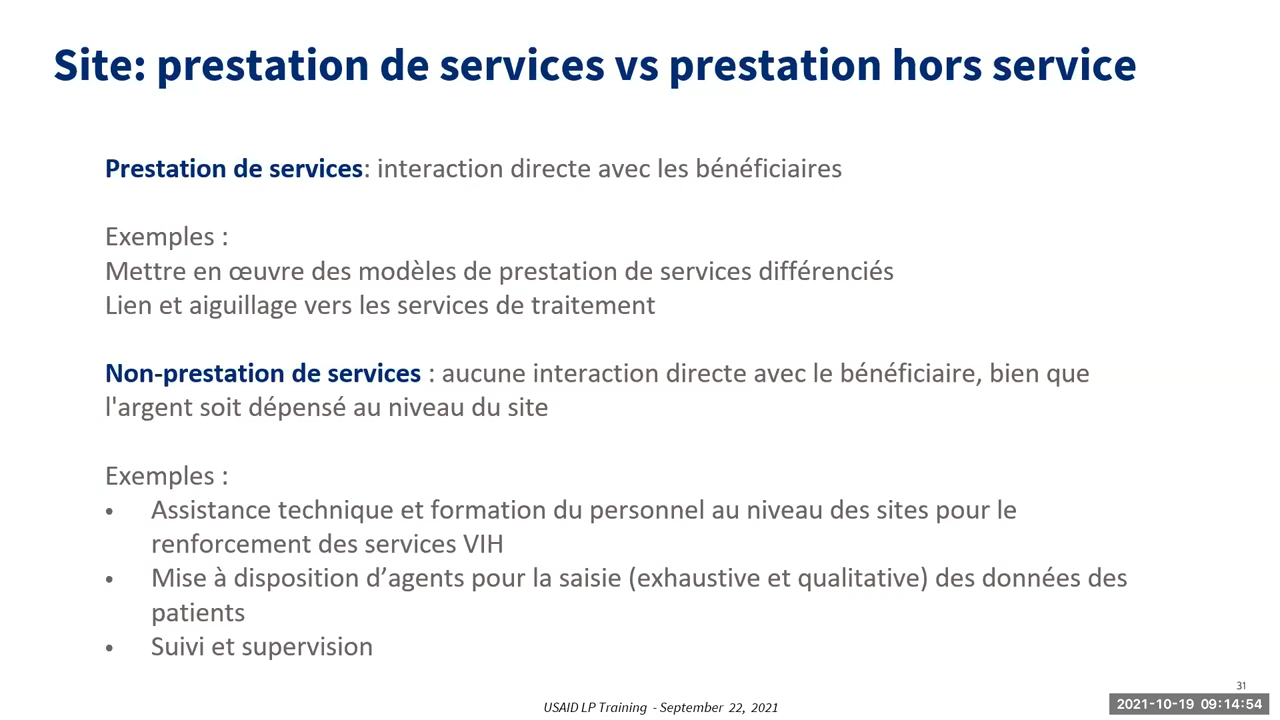 Site: prestation de services vs prestation hors service
Prestation de services: interaction directe avec les bénéficiaires
Exemples :
Mettre en œuvre des modèles de prestation de services différenciés
Lien et aiguillage vers les services de traitement
Non-prestation de services : aucune interaction directe avec le bénéficiaire, bien que
l'argent soit dépensé au niveau du site
Exemples :
• Assistance technique et formation du personnel au niveau des sites pour le
renforcement des services VIH
• Mise à disposition d’agents pour la saisie (exhaustive et qualitative) des données des
patients
• Suivi et supervision
31
USAID LP Training - September 22, 2021
2021-10-19 09:14:54